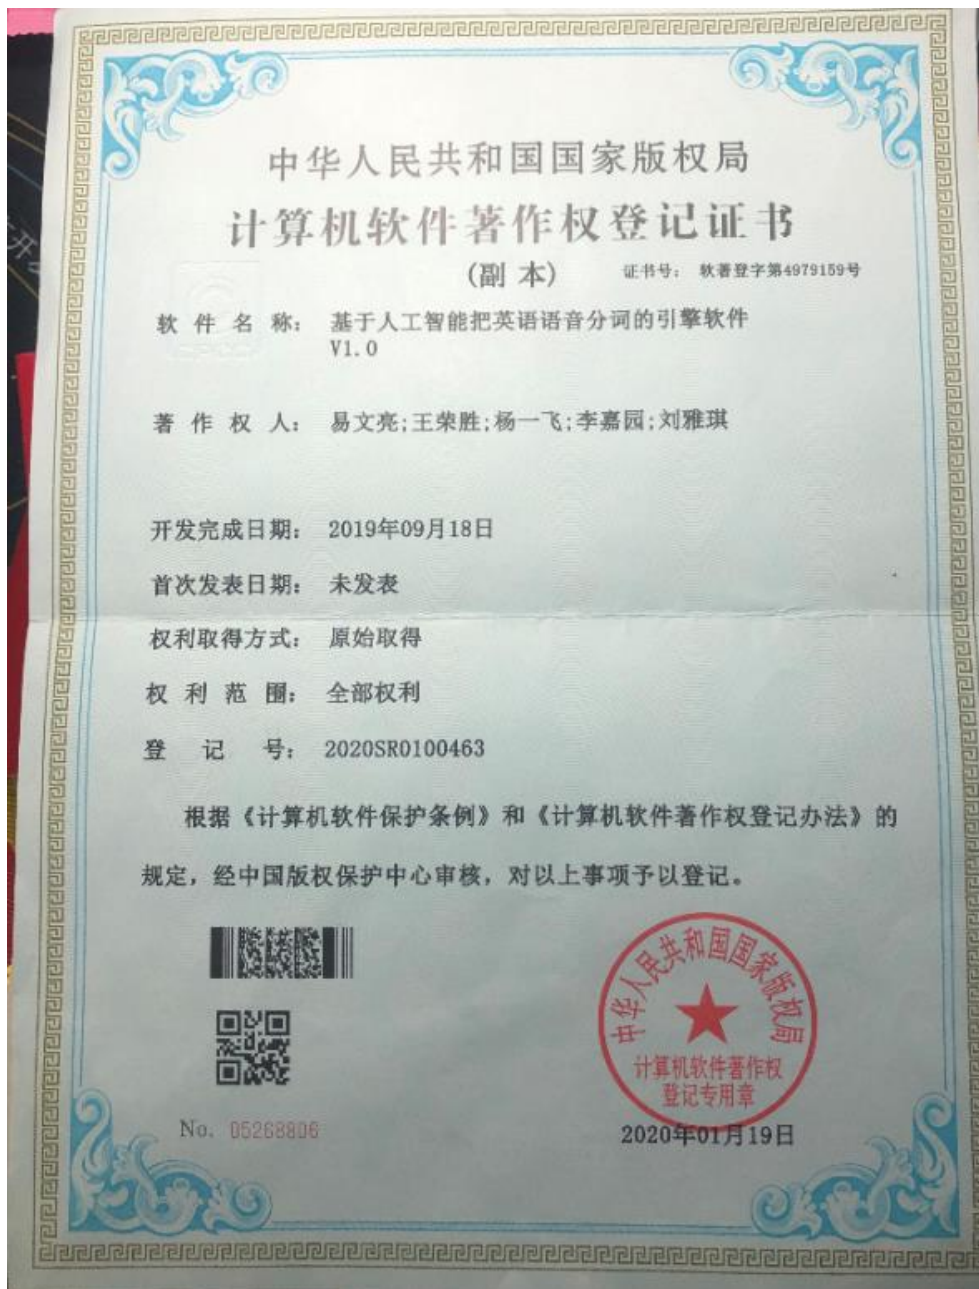 中华人民共和国国家版权局
计算机软件著作权登记证书
(副 本)
证书号: 软著登字第4979159号
软 件 名 称: 基于人工智能把英语语音分词的引擎软件
V1.0
著 作 权 人: 易文亮;王荣胜;杨一飞;李嘉园;刘雅琪
开发完成日期: 2019年09月18日
首次发表日期: 未发表
权利取得方式: 原始取得
权 利 范 围: 全部权利
登 记 号: 2020SR0100463
根据《计算机软件保护条例》和《计算机软件著作权登记办法》的
规定，经中国版权保护中心审核，对以上事项予以登记。
中华人民共和国国家版权局
计算机软件著作权
登记专用章
No. 05268806
2020年01月19日